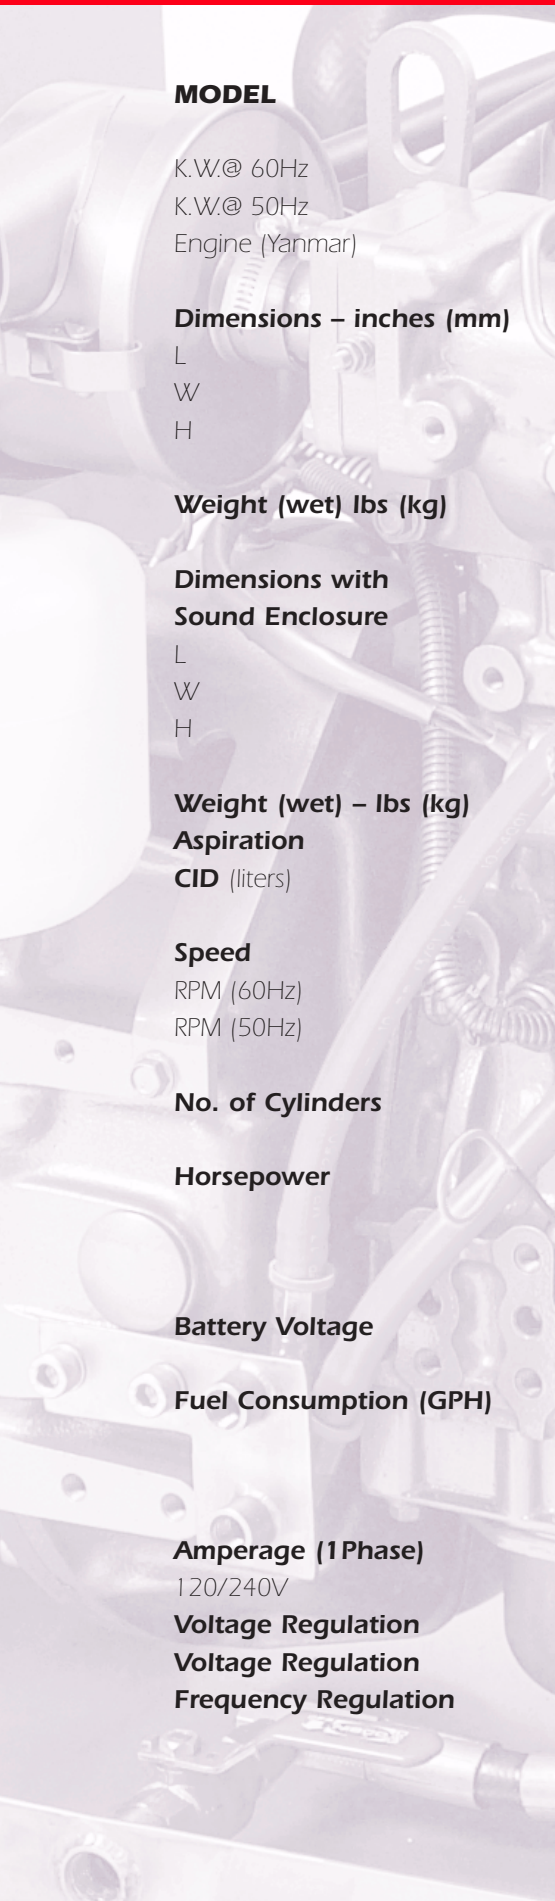 MODEL
K.W.@ 60Hz
K.W.@ 50Hz
Engine (Yanmar)
Dimensions – inches (mm)
L
W
H
Weight (wet) lbs (kg)
Dimensions with
Sound Enclosure
L
W
H
Weight (wet) – lbs (kg)
Aspiration
CID (liters)
Speed
RPM (60Hz)
RPM (50Hz)
No. of Cylinders
Horsepower
Battery Voltage
Fuel Consumption (GPH)
Amperage (1Phase)
120/240V
Voltage Regulation
Voltage Regulation
Frequency Regulation